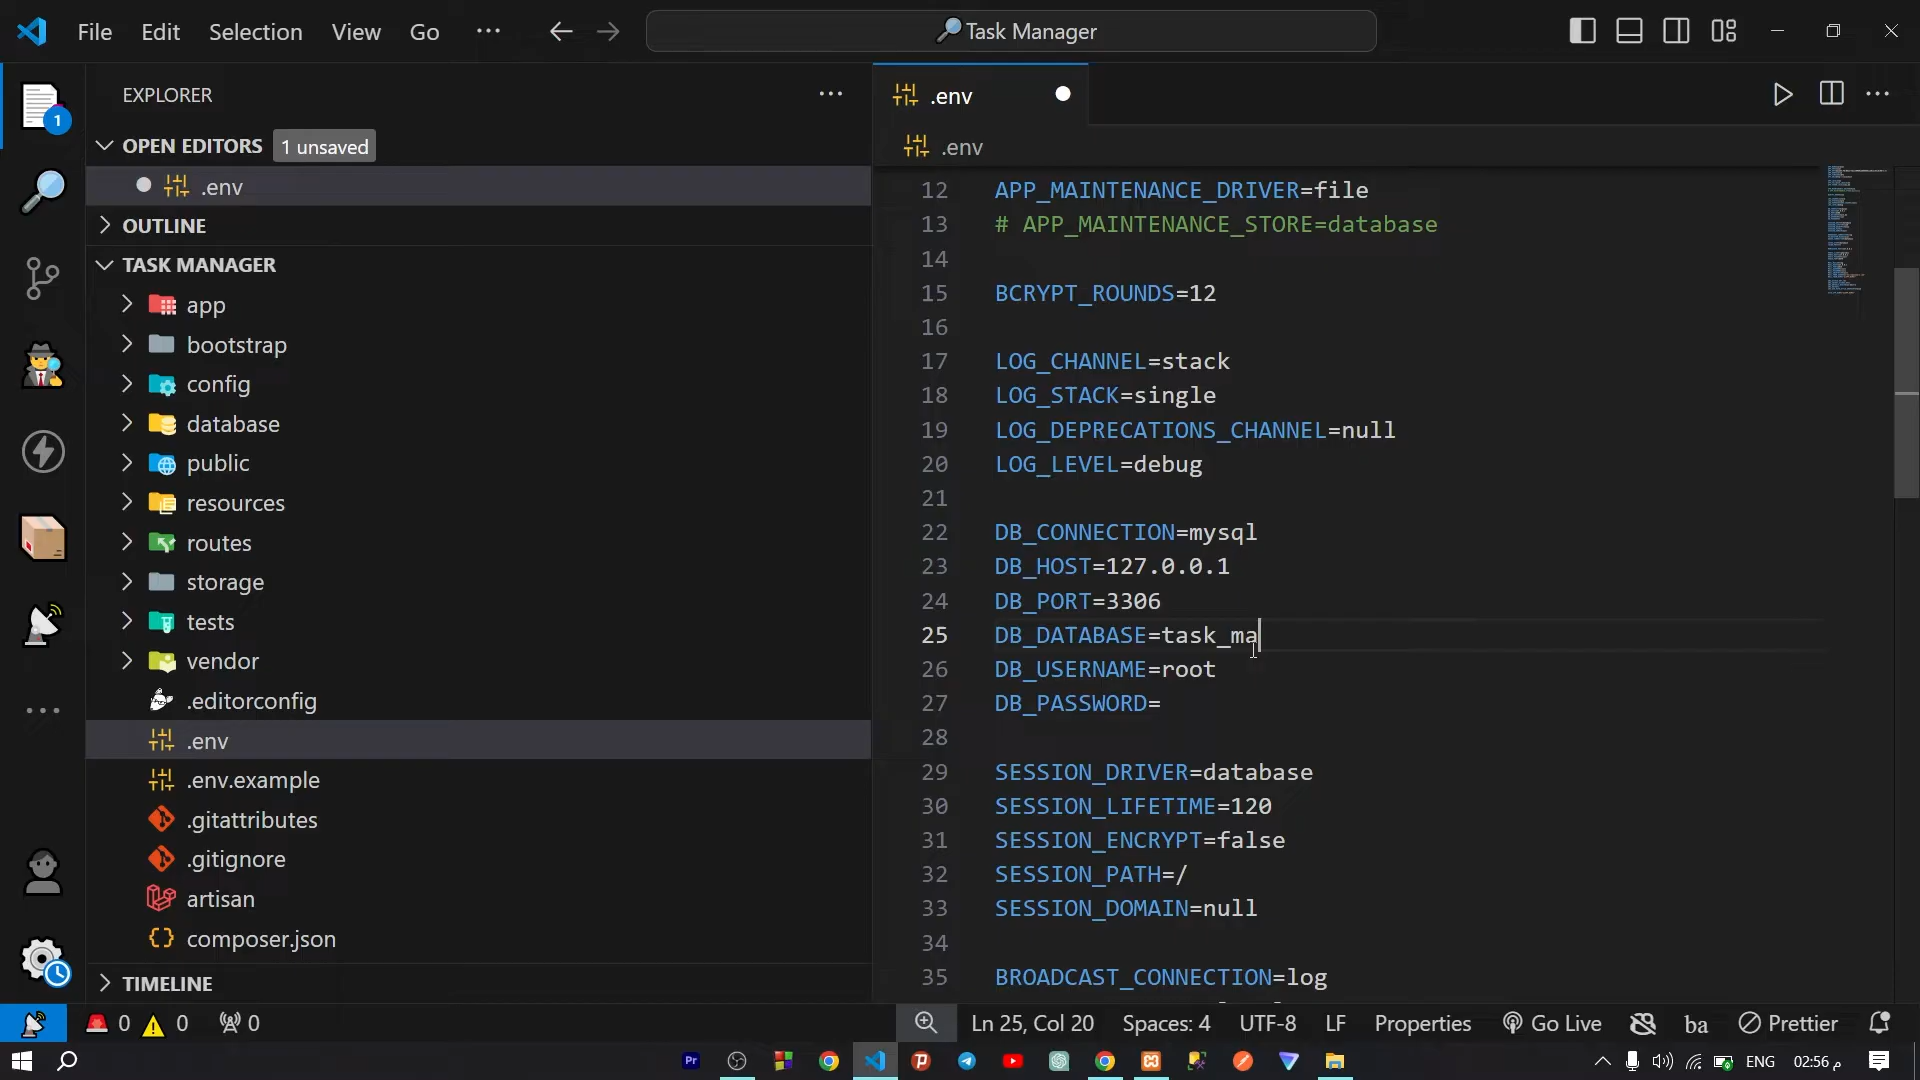 File Edit Selection View Go ··· Task Manager
EXPLORER
OPEN EDITORS 1 unsaved
.env
OUTLINE
TASK MANAGER
app
bootstrap
config
database
public
resources
routes
storage
tests
vendor
.editorconfig
.env
.env.example
.gitattributes
.gitignore
artisan
composer.json
TIMELINE
1
.env
.env
12 APP_MAINTENANCE_DRIVER=file
13 # APP_MAINTENANCE_STORE=database
14
15 BCRYPT_ROUNDS=12
16
17 LOG_CHANNEL=stack
18 LOG_STACK=single
19 LOG_DEPRECATIONS_CHANNEL=null
20 LOG_LEVEL=debug
21
22 DB_CONNECTION=mysql
23 DB_HOST=127.0.0.1
24 DB_PORT=3306
25 DB_DATABASE=task_ma
26 DB_USERNAME=root
27 DB_PASSWORD=
28
29 SESSION_DRIVER=database
30 SESSION_LIFETIME=120
31 SESSION_ENCRYPT=false
32 SESSION_PATH=/
33 SESSION_DOMAIN=null
34
35 BROADCAST_CONNECTION=log
0 0 0 Ln 25, Col 20 Spaces: 4 UTF-8 LF Properties Go Live ba Prettier
Pr ENG 02:56 م